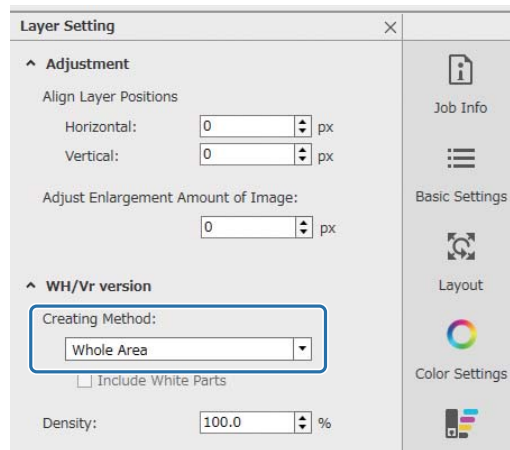 Layer Setting
Adjustment
Align Layer Positions
Horizontal: 0 px
Vertical: 0 px
Adjust Enlargement Amount of Image:
0 px
WH/Vr version
Creating Method:
Whole Area
Include White Parts
Density: 100.0 %
Job Info
Basic Settings
Layout
Color Settings